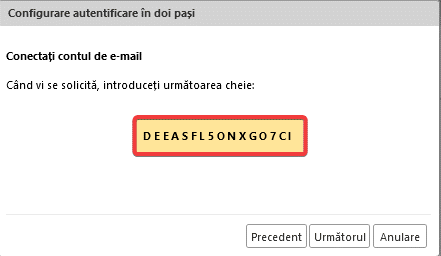 Configurare autentificare în doi pași
Conectați contul de e-mail
Când vi se solicită, introduceți următoarea cheie:
DEEASFL5ONXGO7CI
Precedent Următorul Anulare